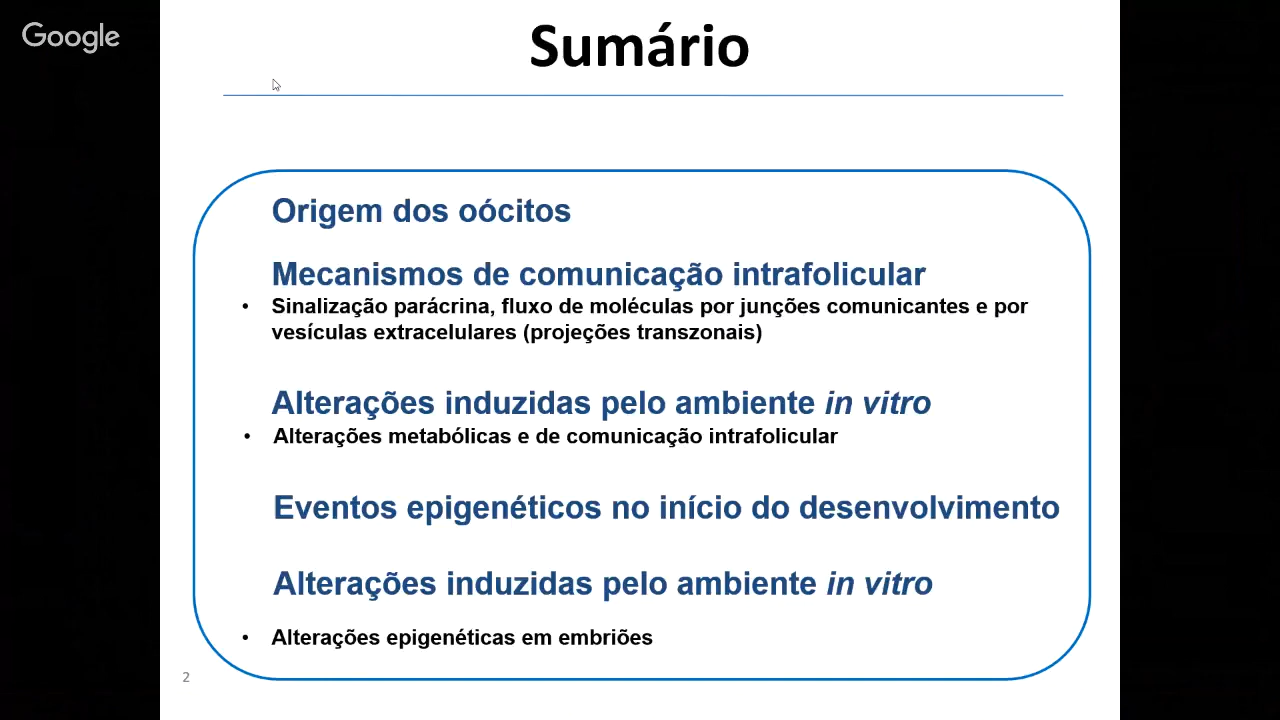 Google
Sumário
Origem dos oócitos
Mecanismos de comunicação intrafolicular
• Sinalização parácrina, fluxo de moléculas por junções comunicantes e por
vesículas extracelulares (projeções transzonais)
Alterações induzidas pelo ambiente in vitro
• Alterações metabólicas e de comunicação intrafolicular
Eventos epigenéticos no início do desenvolvimento
Alterações induzidas pelo ambiente in vitro
• Alterações epigenéticas em embriões
2